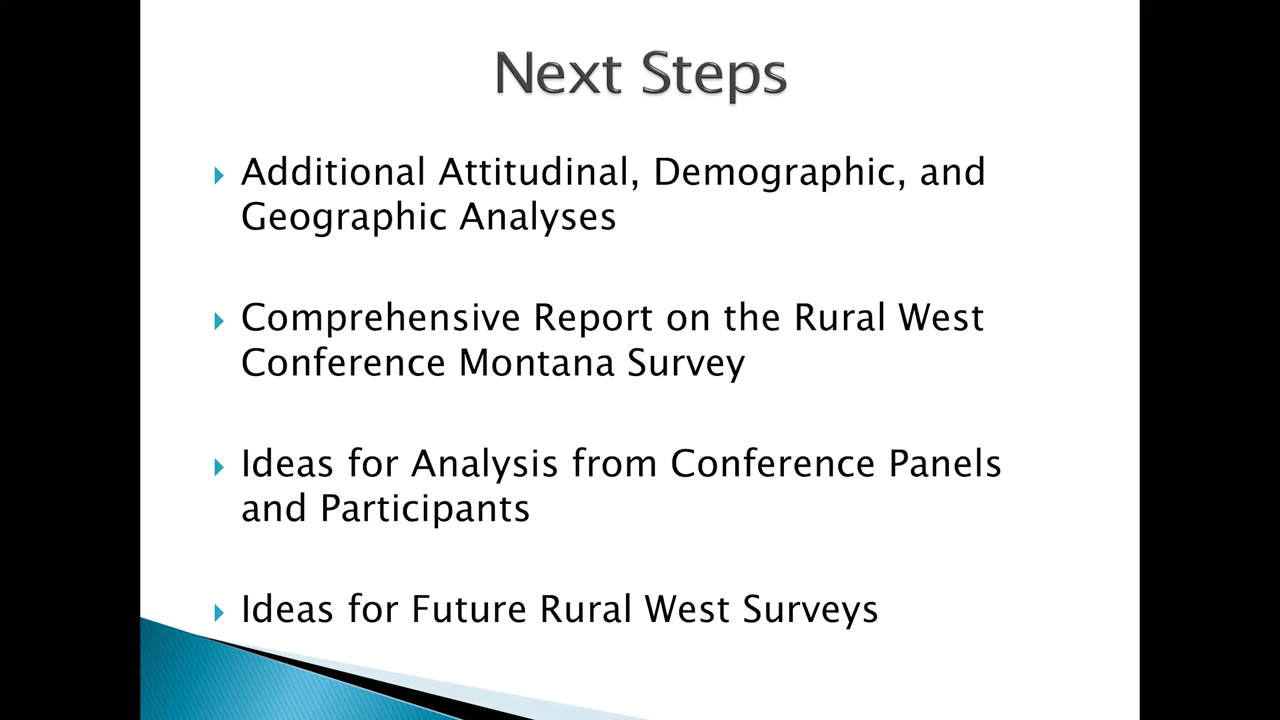 Next Steps
Additional Attitudinal, Demographic, and
Geographic Analyses
Comprehensive Report on the Rural West
Conference Montana Survey
Ideas for Analysis from Conference Panels
and Participants
Ideas for Future Rural West Surveys